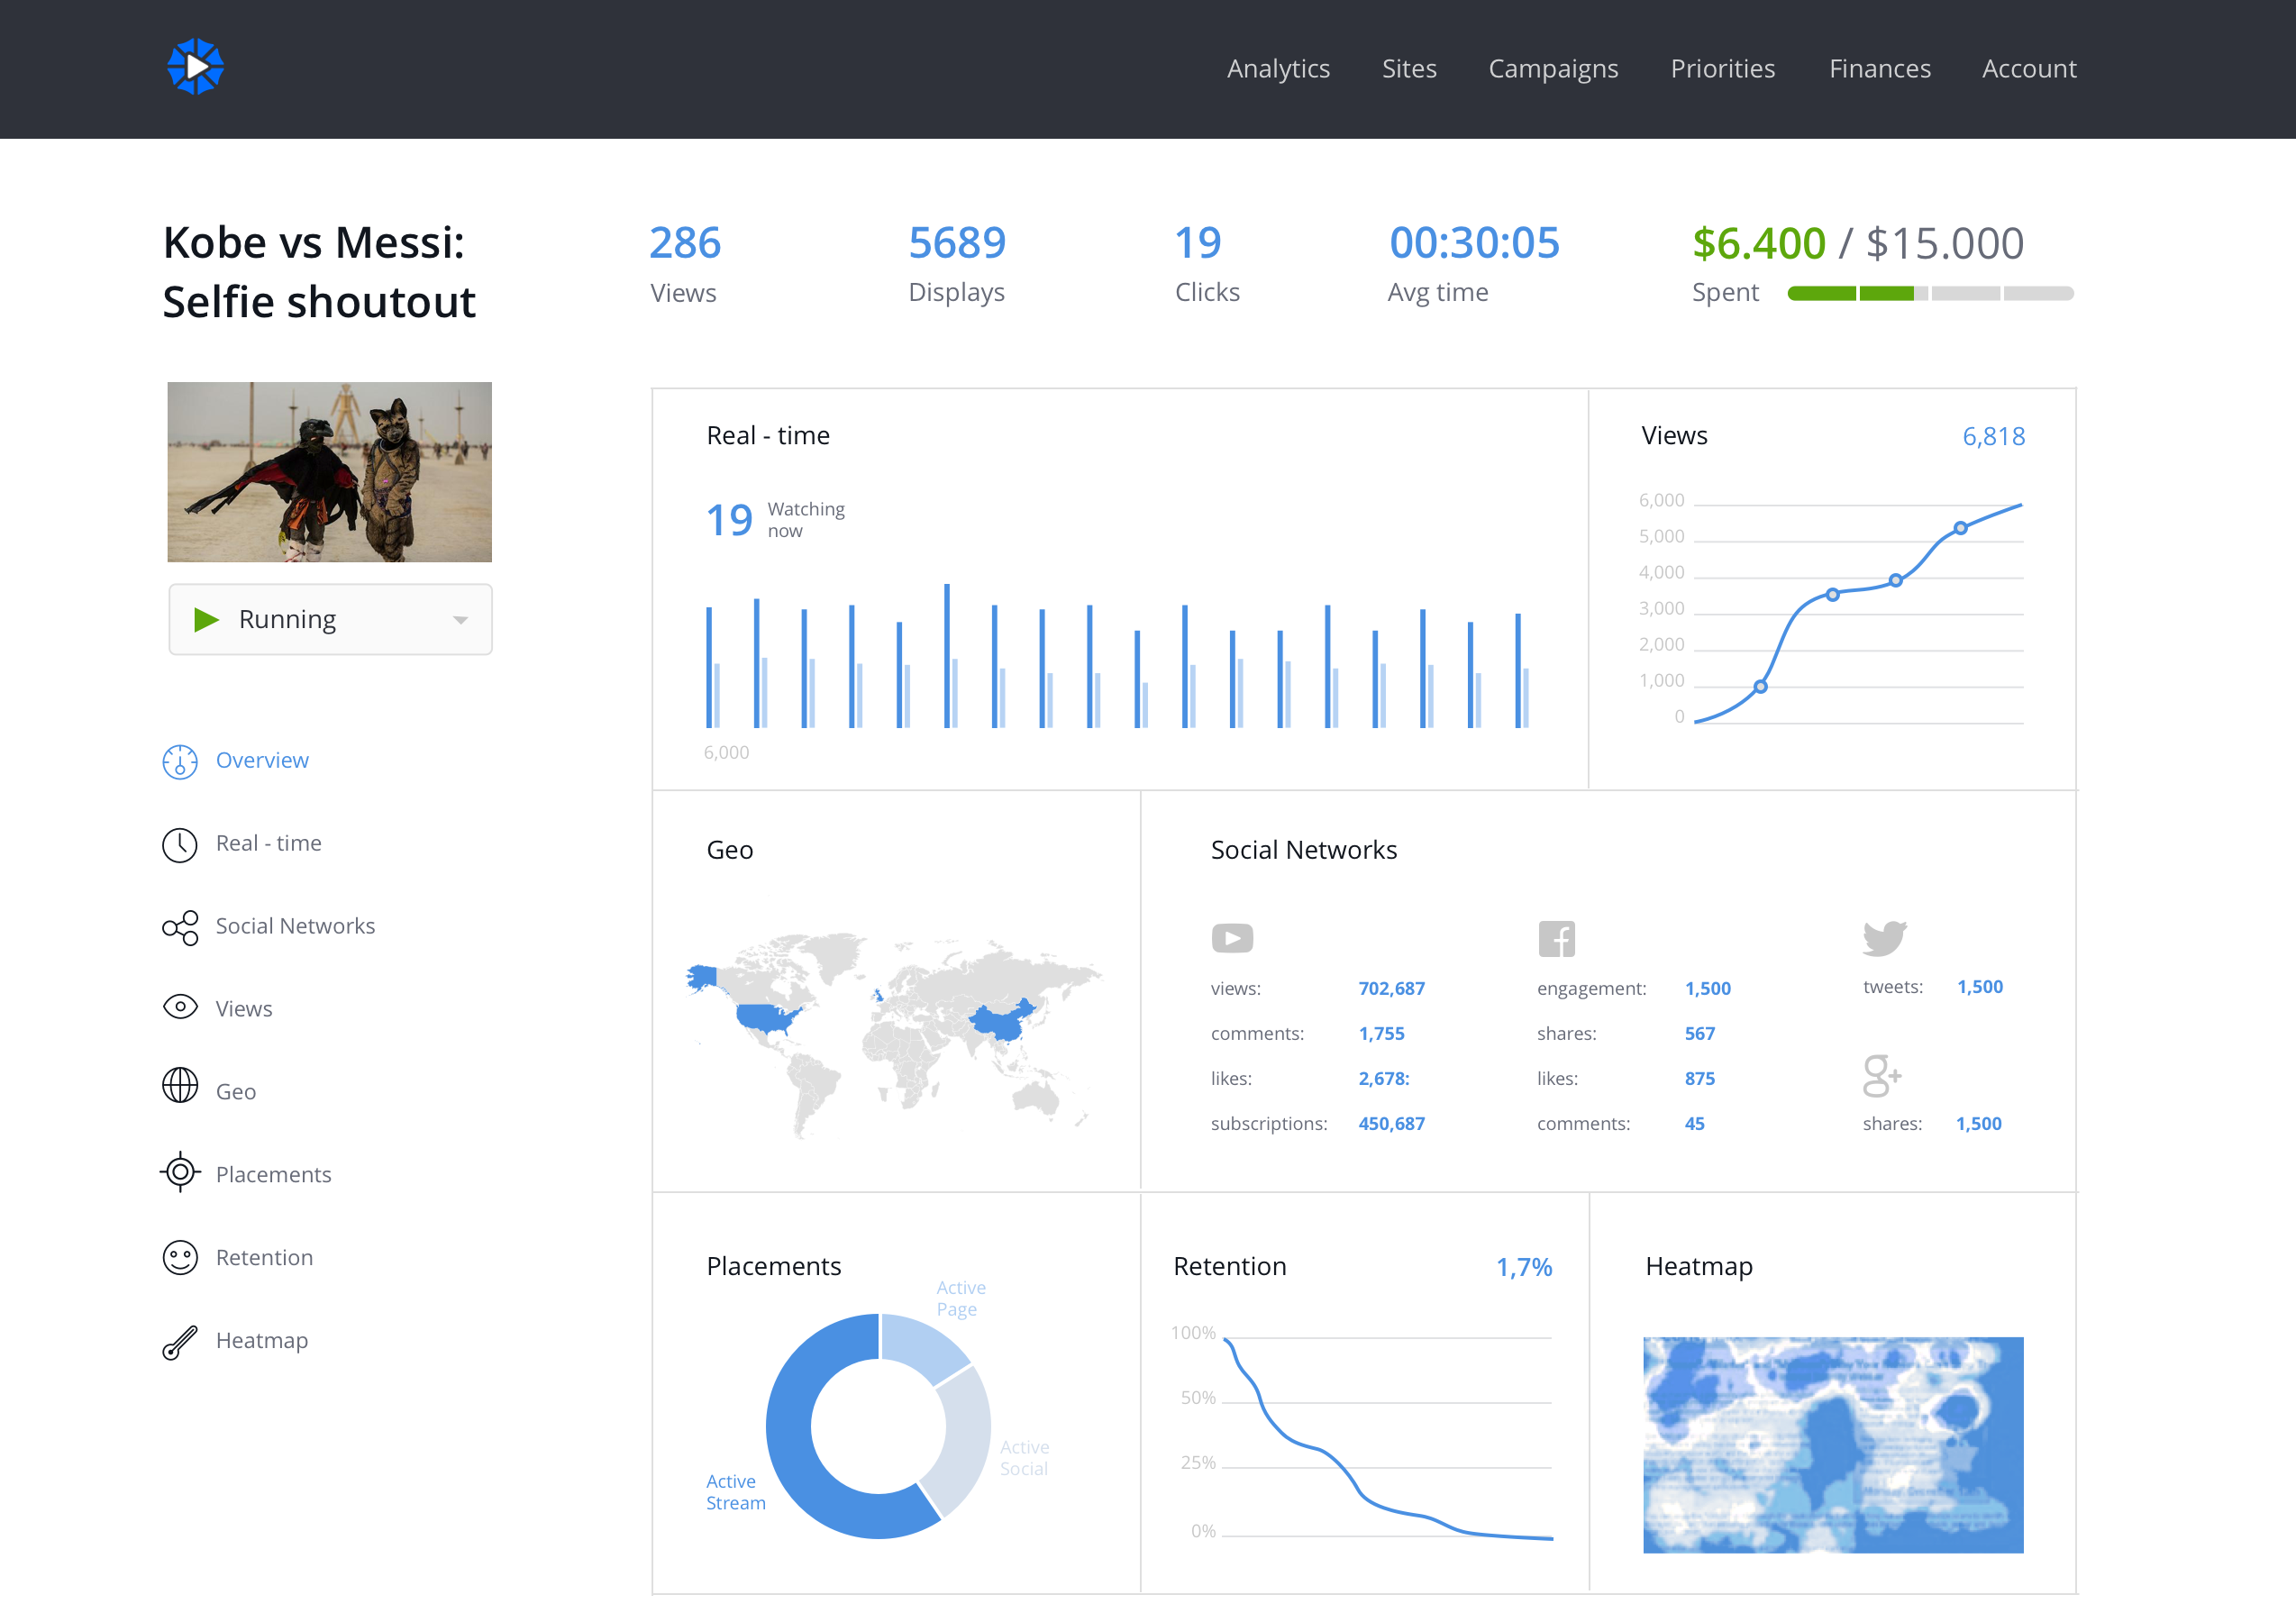 Analytics Sites Campaigns Priorities Finances Account
Kobe vs Messi:
Selfie shoutout
286
Views
5689
Displays
19
Clicks
00:30:05
Avg time
$6.400 / $15.000
Spent
Running
Overview
Real - time
Social Networks
Views
Geo
Placements
Retention
Heatmap
Real - time
19
Watching
now
6,000
Views
6,818
6,000
5,000
4,000
3,000
2,000
1,000
0
Geo
Social Networks
views: 702,687
comments: 1,755
likes: 2,678:
subscriptions: 450,687
engagement: 1,500
shares: 567
likes: 875
comments: 45
tweets: 1,500
g+
shares: 1,500
Placements
Active
Page
Active
Social
Active
Stream
Retention
1,7%
100%
50%
25%
0%
Heatmap